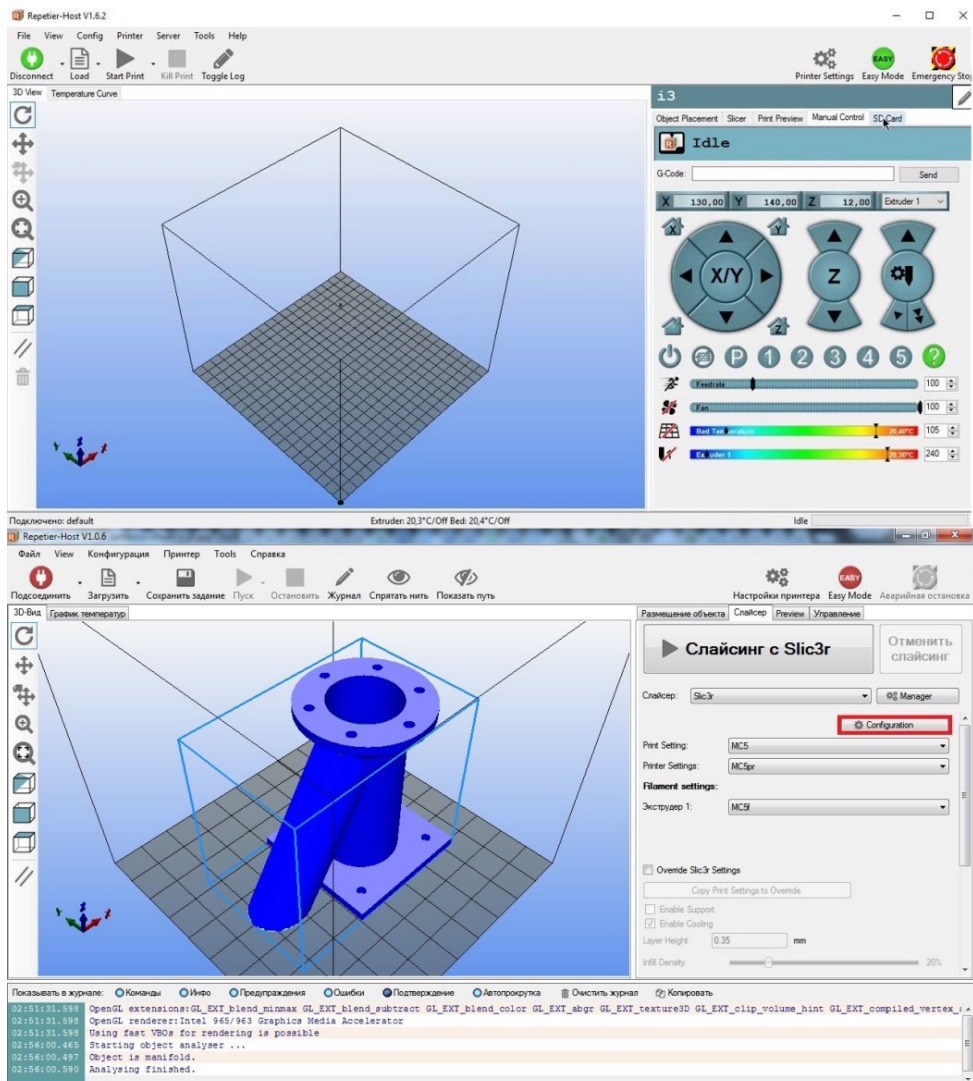 Repetier-Host V1.6.2
File View Config Printer Server Tools Help
Disconnect Load Start Print Kill Print Toggle Log Printer Settings Easy Mode Emergency Stop
EASY
3D View Temperature Curve
i3
Object Placement Slicer Print Preview Manual Control SD Card
Idle
G-Code: Send
X 130,00 Y 140,00 Z 12,00 Extruder 1
X Y
X/Y Z
Z
P 1 2 3 4 5 ?
Feedrate 100
Fan 100
Bed Temperature 20,40°C 105
Extruder 1 20,30°C 240
Подключено: default Extruder: 20,3°C/Off Bed: 20,4°C/Off Idle
Repetier-Host V1.0.6
Файл View Конфигурация Принтер Tools Справка
EASY
Подсоединить Загрузить Сохранить задание Пуск Остановить Журнал Спрятать нить Показать путь Настройки принтера Easy Mode Аварийная остановка
3D-Вид График температур
Размещение объекта Слайсер Preview Управление
Слайсинг с Slic3r
Отменить
слайсинг
Слайсер: Slic3r Manager
Configuration
Print Setting: MC5
Printer Settings: MC5pr
Filament settings:
Экструдер 1: MC5f
Override Slic3r Settings
Copy Print Settings to Override
Enable Support
Enable Cooling
Layer Height: 0.35 mm
Infill Density 20%
Показывать в журнале: Команды Инфо Предупраждения Ошибки Подтверждение Автопрокрутка Очистить журнал Копировать
02:51:31.598 OpenGL extensions:GL_EXT_blend_minmax GL_EXT_blend_subtract GL_EXT_blend_color GL_EXT_abgr GL_EXT_texture3D GL_EXT_clip_volume_hint GL_EXT_compiled_vertex_
02:51:31.598 OpenGL renderer:Intel 965/963 Graphics Media Accelerator
02:51:31.598 Using fast VBOs for rendering is possible
02:56:00.465 Starting object analyser ...
02:56:00.497 Object is manifold.
02:56:00.590 Analysing finished.